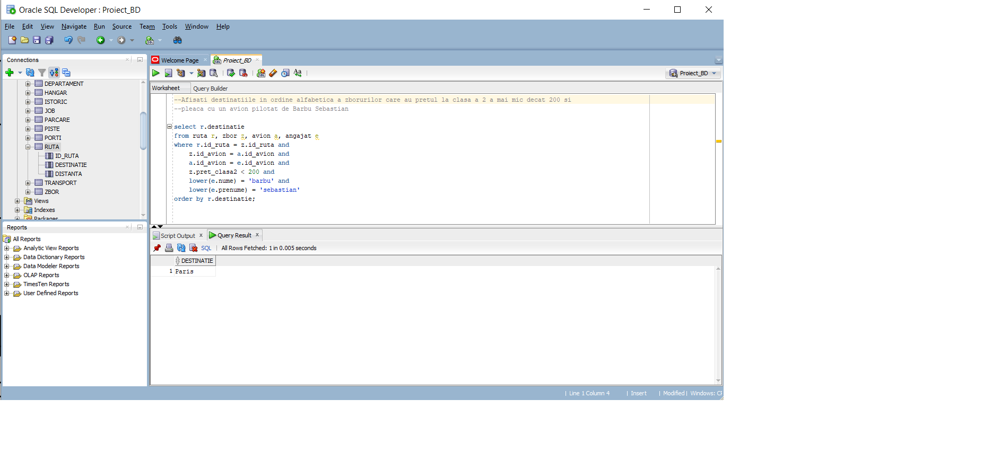 Oracle SQL Developer : Proiect_BD
File Edit View Navigate Run Source Team Tools Window Help
Connections
DEPARTAMENT
HANGAR
ISTORIC
JOB
PARCARE
PISTE
PORTI
RUTA
ID_RUTA
DESTINATIE
DISTANTA
TRANSPORT
ZBOR
Views
Indexes
Packages
Reports
All Reports
Analytic View Reports
Data Dictionary Reports
Data Modeler Reports
OLAP Reports
TimesTen Reports
User Defined Reports
Welcome Page Proiect_BD
Proiect_BD
Worksheet Query Builder
--Afisati destinatiile in ordine alfabetica a zborurilor care au pretul la clasa a 2 a mai mic decat 200 si
--pleaca cu un avion pilotat de Barbu Sebastian
select r.destinatie
from ruta r, zbor z, avion a, angajat e
where r.id_ruta = z.id_ruta and
z.id_avion = a.id_avion and
a.id_avion = e.id_avion and
z.pret_clasa2 < 200 and
lower(e.nume) = 'barbu' and
lower(e.prenume) = 'sebastian'
order by r.destinatie;
Script Output x Query Result x
SQL | All Rows Fetched: 1 in 0.005 seconds
DESTINATIE
1 Paris
| Line 1 Column 4 | Insert | Modified | Windows: CF